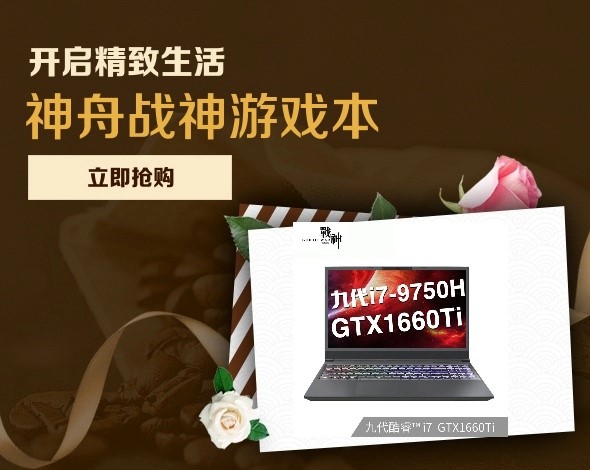 开启精致生活
神舟战神游戏本
立即抢购
戰神
九代i7-9750H
GTX1660Ti
九代酷睿™ i7 GTX1660Ti